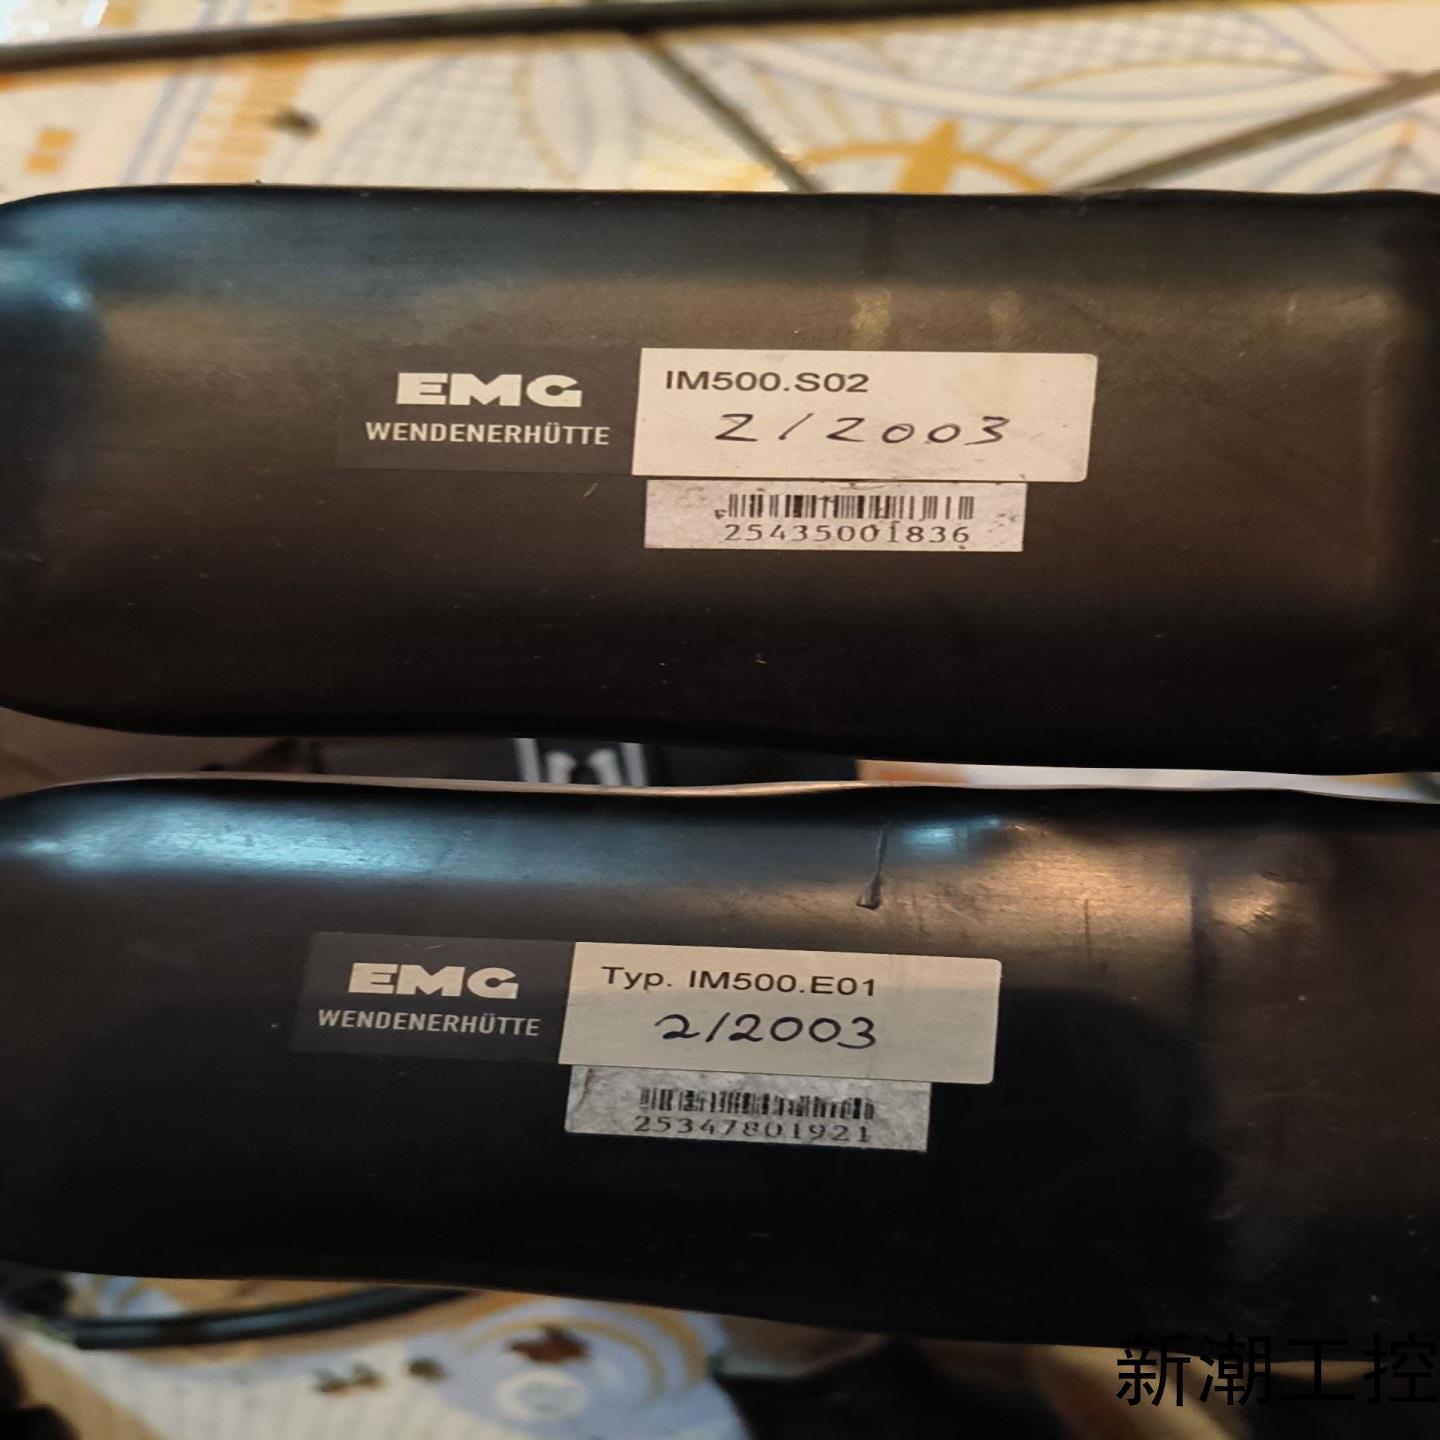 EMG
WENDENERHÜTTE
IM500.S02
2/2003
25435001836
EMG
WENDENERHÜTTE
Typ. IM500.E01
2/2003
25347801921
新潮工控